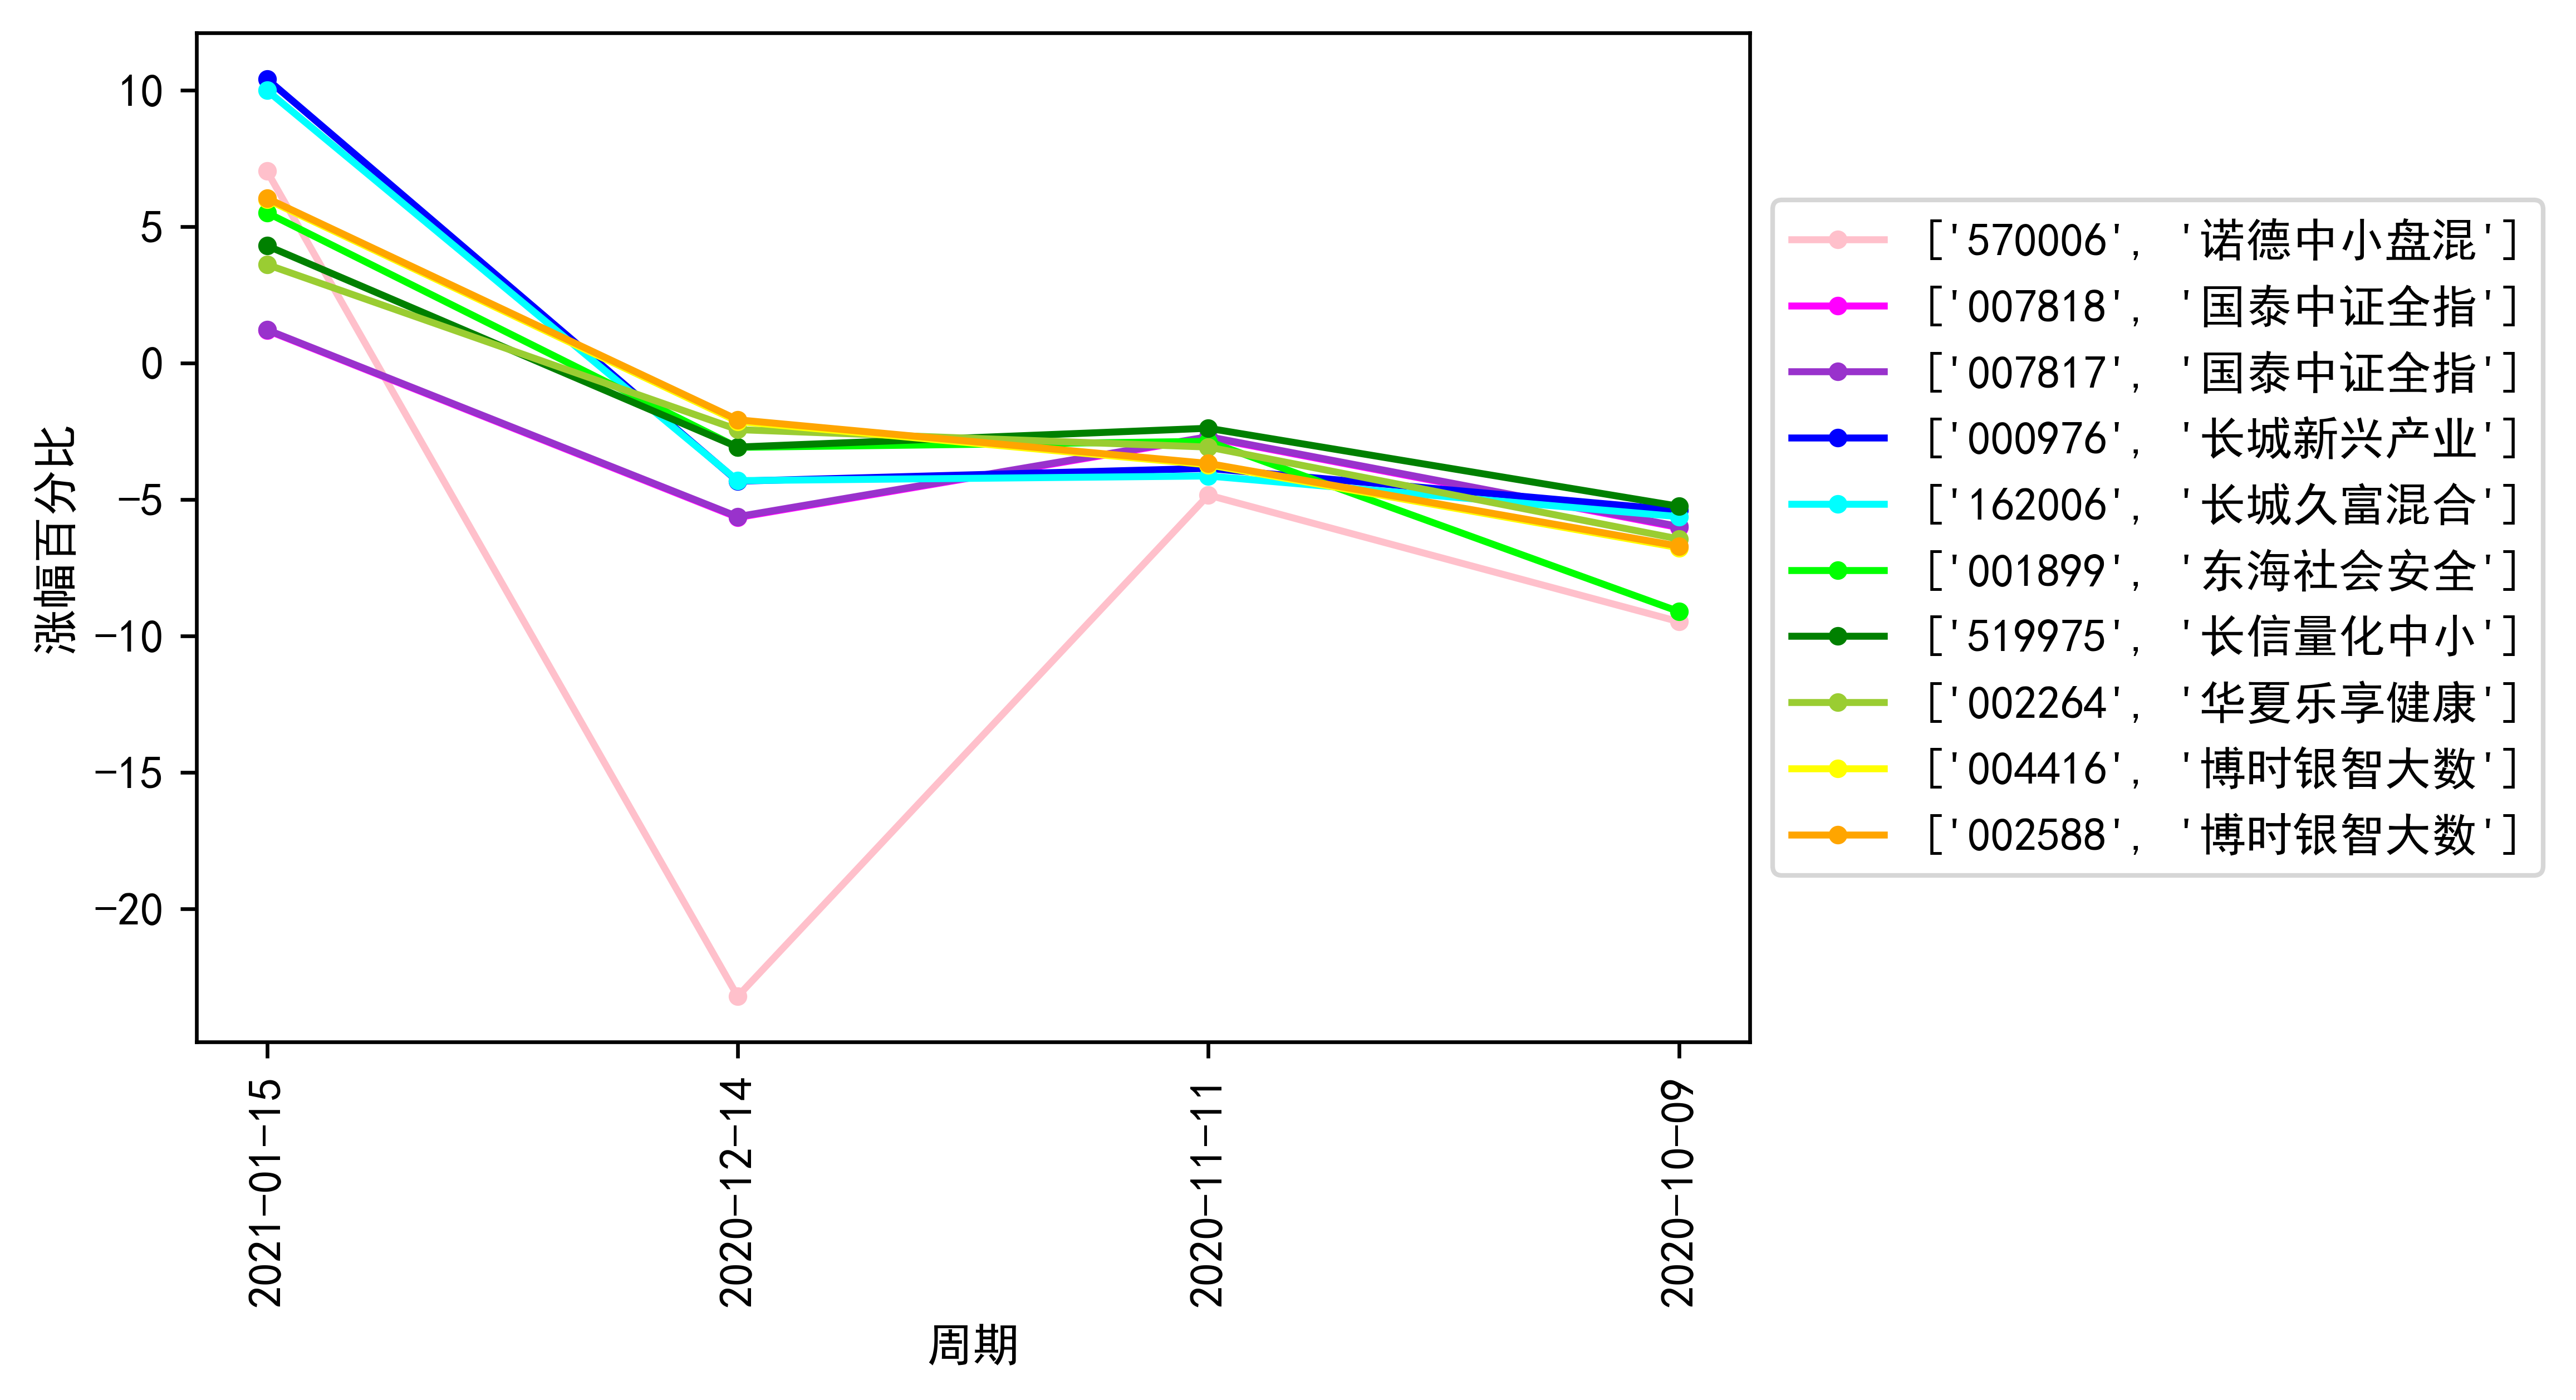 10
5
0
−5
−10
−15
−20
涨幅百分比
2021-01-15
2020-12-14
2020-11-11
2020-10-09
周期
['570006', '诺德中小盘混']
['007818', '国泰中证全指']
['007817', '国泰中证全指']
['000976', '长城新兴产业']
['162006', '长城久富混合']
['001899', '东海社会安全']
['519975', '长信量化中小']
['002264', '华夏乐享健康']
['004416', '博时银智大数']
['002588', '博时银智大数']